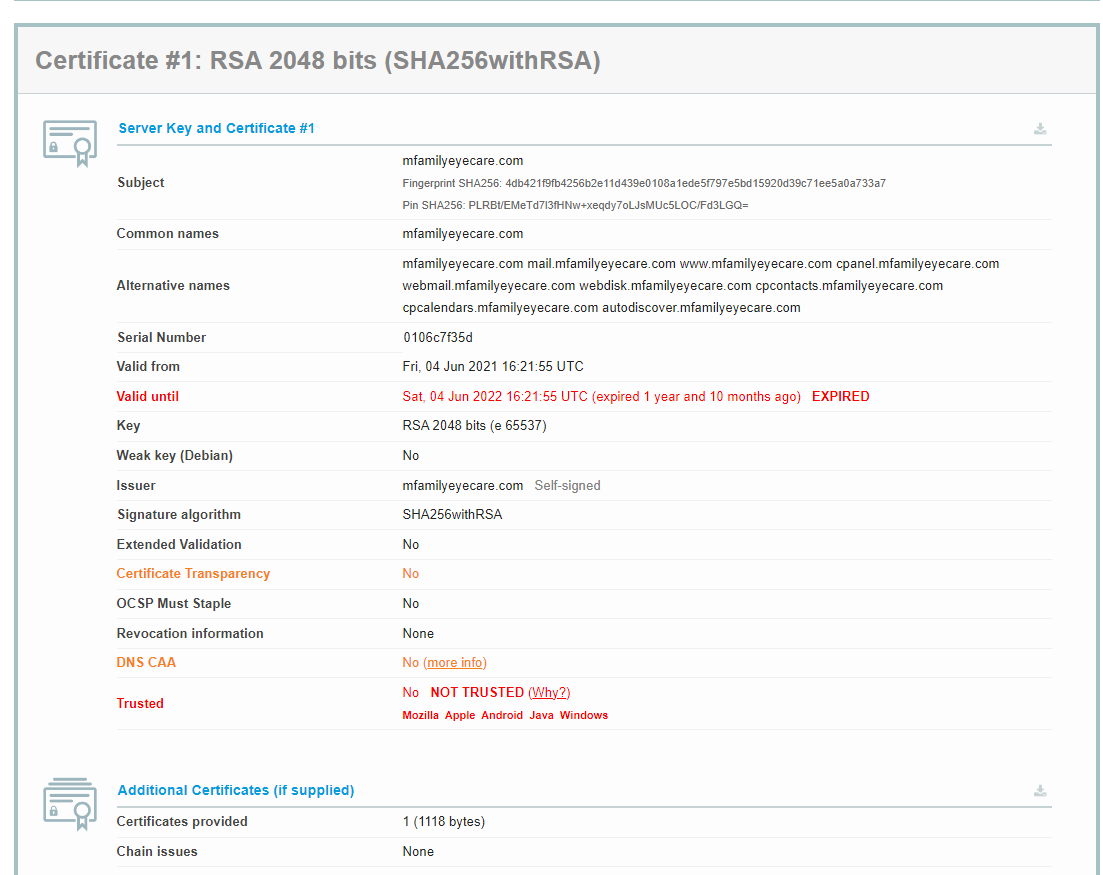 Certificate #1: RSA 2048 bits (SHA256withRSA)
Server Key and Certificate #1
Subject
mfamilyeyecare.com
Fingerprint SHA256: 4db421f9fb4256b2e11d439e0108a1ede5f797e5bd15920d39c71ee5a0a733a7
Pin SHA256: PLRBt/EMeTd7l3fHNw+xeqdy7oLJsMUc5LOC/Fd3LGQ=
Common names mfamilyeyecare.com
Alternative names
mfamilyeyecare.com mail.mfamilyeyecare.com www.mfamilyeyecare.com cpanel.mfamilyeyecare.com
webmail.mfamilyeyecare.com webdisk.mfamilyeyecare.com cpcontacts.mfamilyeyecare.com
cpcalendars.mfamilyeyecare.com autodiscover.mfamilyeyecare.com
Serial Number 0106c7f35d
Valid from Fri, 04 Jun 2021 16:21:55 UTC
Valid until Sat, 04 Jun 2022 16:21:55 UTC (expired 1 year and 10 months ago) EXPIRED
Key RSA 2048 bits (e 65537)
Weak key (Debian) No
Issuer mfamilyeyecare.com Self-signed
Signature algorithm SHA256withRSA
Extended Validation No
Certificate Transparency No
OCSP Must Staple No
Revocation information None
DNS CAA No (more info)
Trusted
No NOT TRUSTED (Why?)
Mozilla Apple Android Java Windows
Additional Certificates (if supplied)
Certificates provided 1 (1118 bytes)
Chain issues None